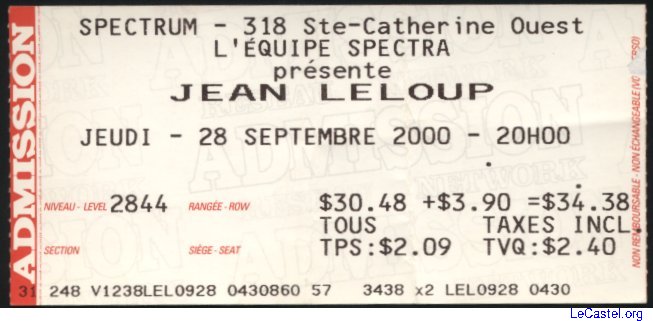 SPECTRUM - 318 Ste-Catherine Ouest
L'ÉQUIPE SPECTRA
présente
JEAN LELOUP
JEUDI - 28 SEPTEMBRE 2000 - 20H00
ADMISSION
NIVEAU - LEVEL 2844 RANGÉE - ROW $30.48 +$3.90 =$34.38
TOUS TAXES INCL.
SECTION SIÈGE - SEAT TPS:$2.09 TVQ:$2.40
31 248 V1238LEL0928 0430860 57 3438 x2 LEL0928 0430
NON REMBOURSABLE - NON ÉCHANGEABLE
ADMISSION
NETWORK
LeCastel.org